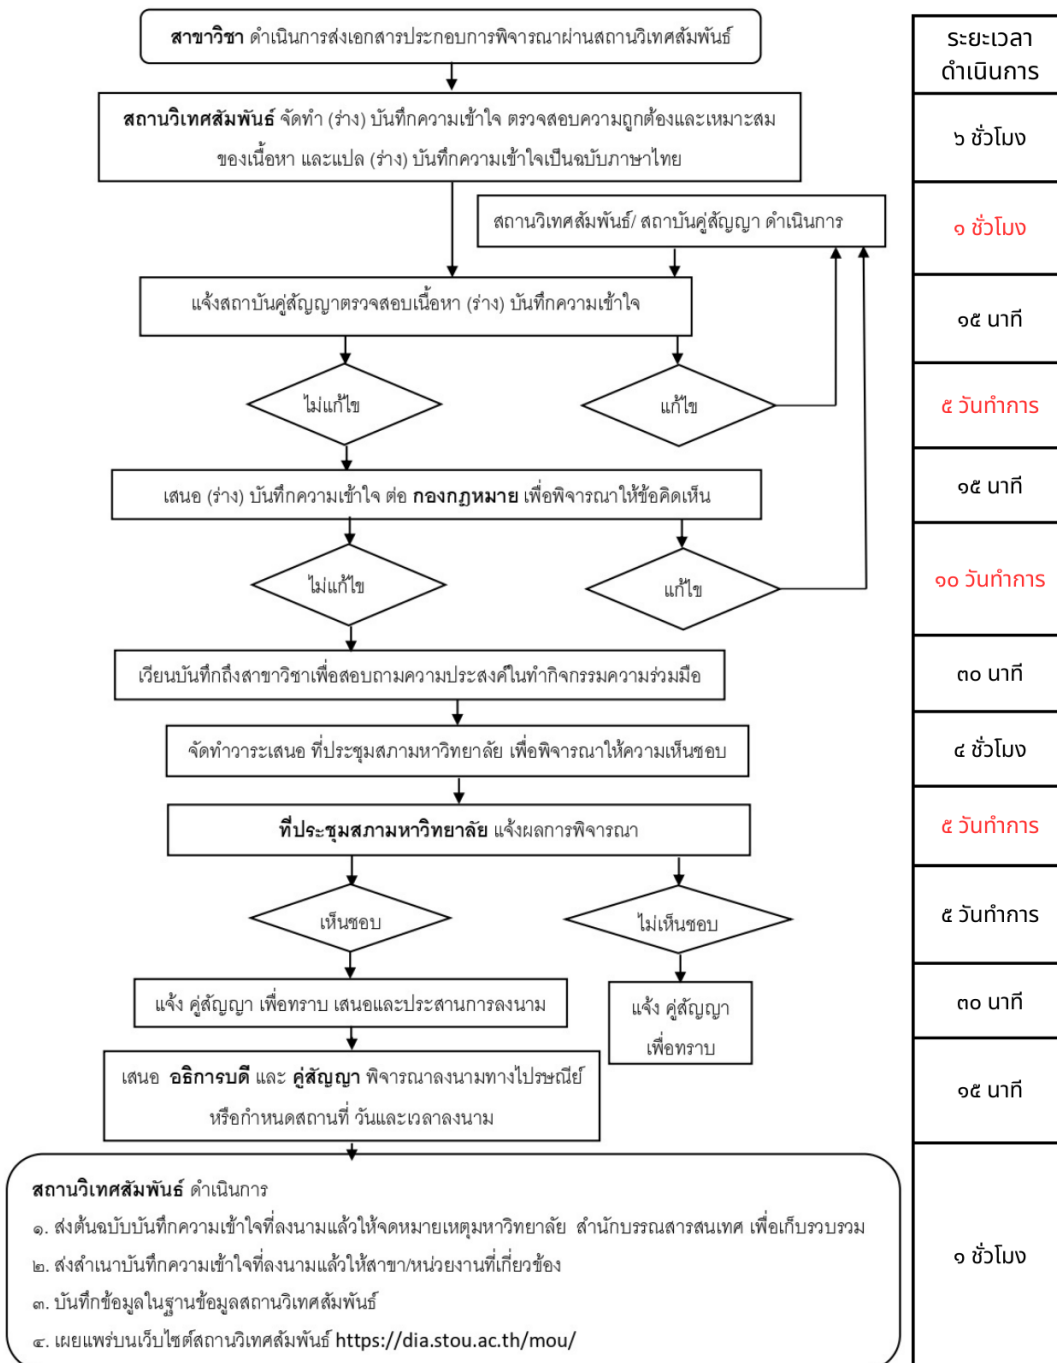 สาขาวิชา ดำเนินการส่งเอกสารประกอบการพิจารณาผ่านสถานวิเทศสัมพันธ์
ระยะเวลา
ดำเนินการ
สถานวิเทศสัมพันธ์ จัดทำ (ร่าง) บันทึกความเข้าใจ ตรวจสอบความถูกต้องและเหมาะสม
ของเนื้อหา และแปล (ร่าง) บันทึกความเข้าใจเป็นฉบับภาษาไทย
๖ ชั่วโมง
สถานวิเทศสัมพันธ์/ สถาบันคู่สัญญา ดำเนินการ
๑ ชั่วโมง
แจ้งสถาบันคู่สัญญาตรวจสอบเนื้อหา (ร่าง) บันทึกความเข้าใจ
๑๕ นาที
ไม่แก้ไข
แก้ไข
๕ วันทำการ
เสนอ (ร่าง) บันทึกความเข้าใจ ต่อ กองกฎหมาย เพื่อพิจารณาให้ข้อคิดเห็น
๑๕ นาที
ไม่แก้ไข
แก้ไข
๑๐ วันทำการ
เวียนบันทึกถึงสาขาวิชาเพื่อสอบถามความประสงค์ในทำกิจกรรมความร่วมมือ
๓๐ นาที
จัดทำวาระเสนอ ที่ประชุมสภามหาวิทยาลัย เพื่อพิจารณาให้ความเห็นชอบ
๔ ชั่วโมง
ที่ประชุมสภามหาวิทยาลัย แจ้งผลการพิจารณา
๕ วันทำการ
เห็นชอบ
ไม่เห็นชอบ
๕ วันทำการ
แจ้ง คู่สัญญา เพื่อทราบ เสนอและประสานการลงนาม
แจ้ง คู่สัญญา
เพื่อทราบ
๓๐ นาที
เสนอ อธิการบดี และ คู่สัญญา พิจารณาลงนามทางไปรษณีย์
หรือกำหนดสถานที่ วันและเวลาลงนาม
๑๕ นาที
สถานวิเทศสัมพันธ์ ดำเนินการ
๑. ส่งต้นฉบับบันทึกความเข้าใจที่ลงนามแล้วให้จดหมายเหตุมหาวิทยาลัย สำนักบรรณสารสนเทศ เพื่อเก็บรวบรวม
๒. ส่งสำเนาบันทึกความเข้าใจที่ลงนามแล้วให้สาขา/หน่วยงานที่เกี่ยวข้อง
๓. บันทึกข้อมูลในฐานข้อมูลสถานวิเทศสัมพันธ์
๔. เผยแพร่บนเว็บไซต์สถานวิเทศสัมพันธ์ https://dia.stou.ac.th/mou/
๑ ชั่วโมง